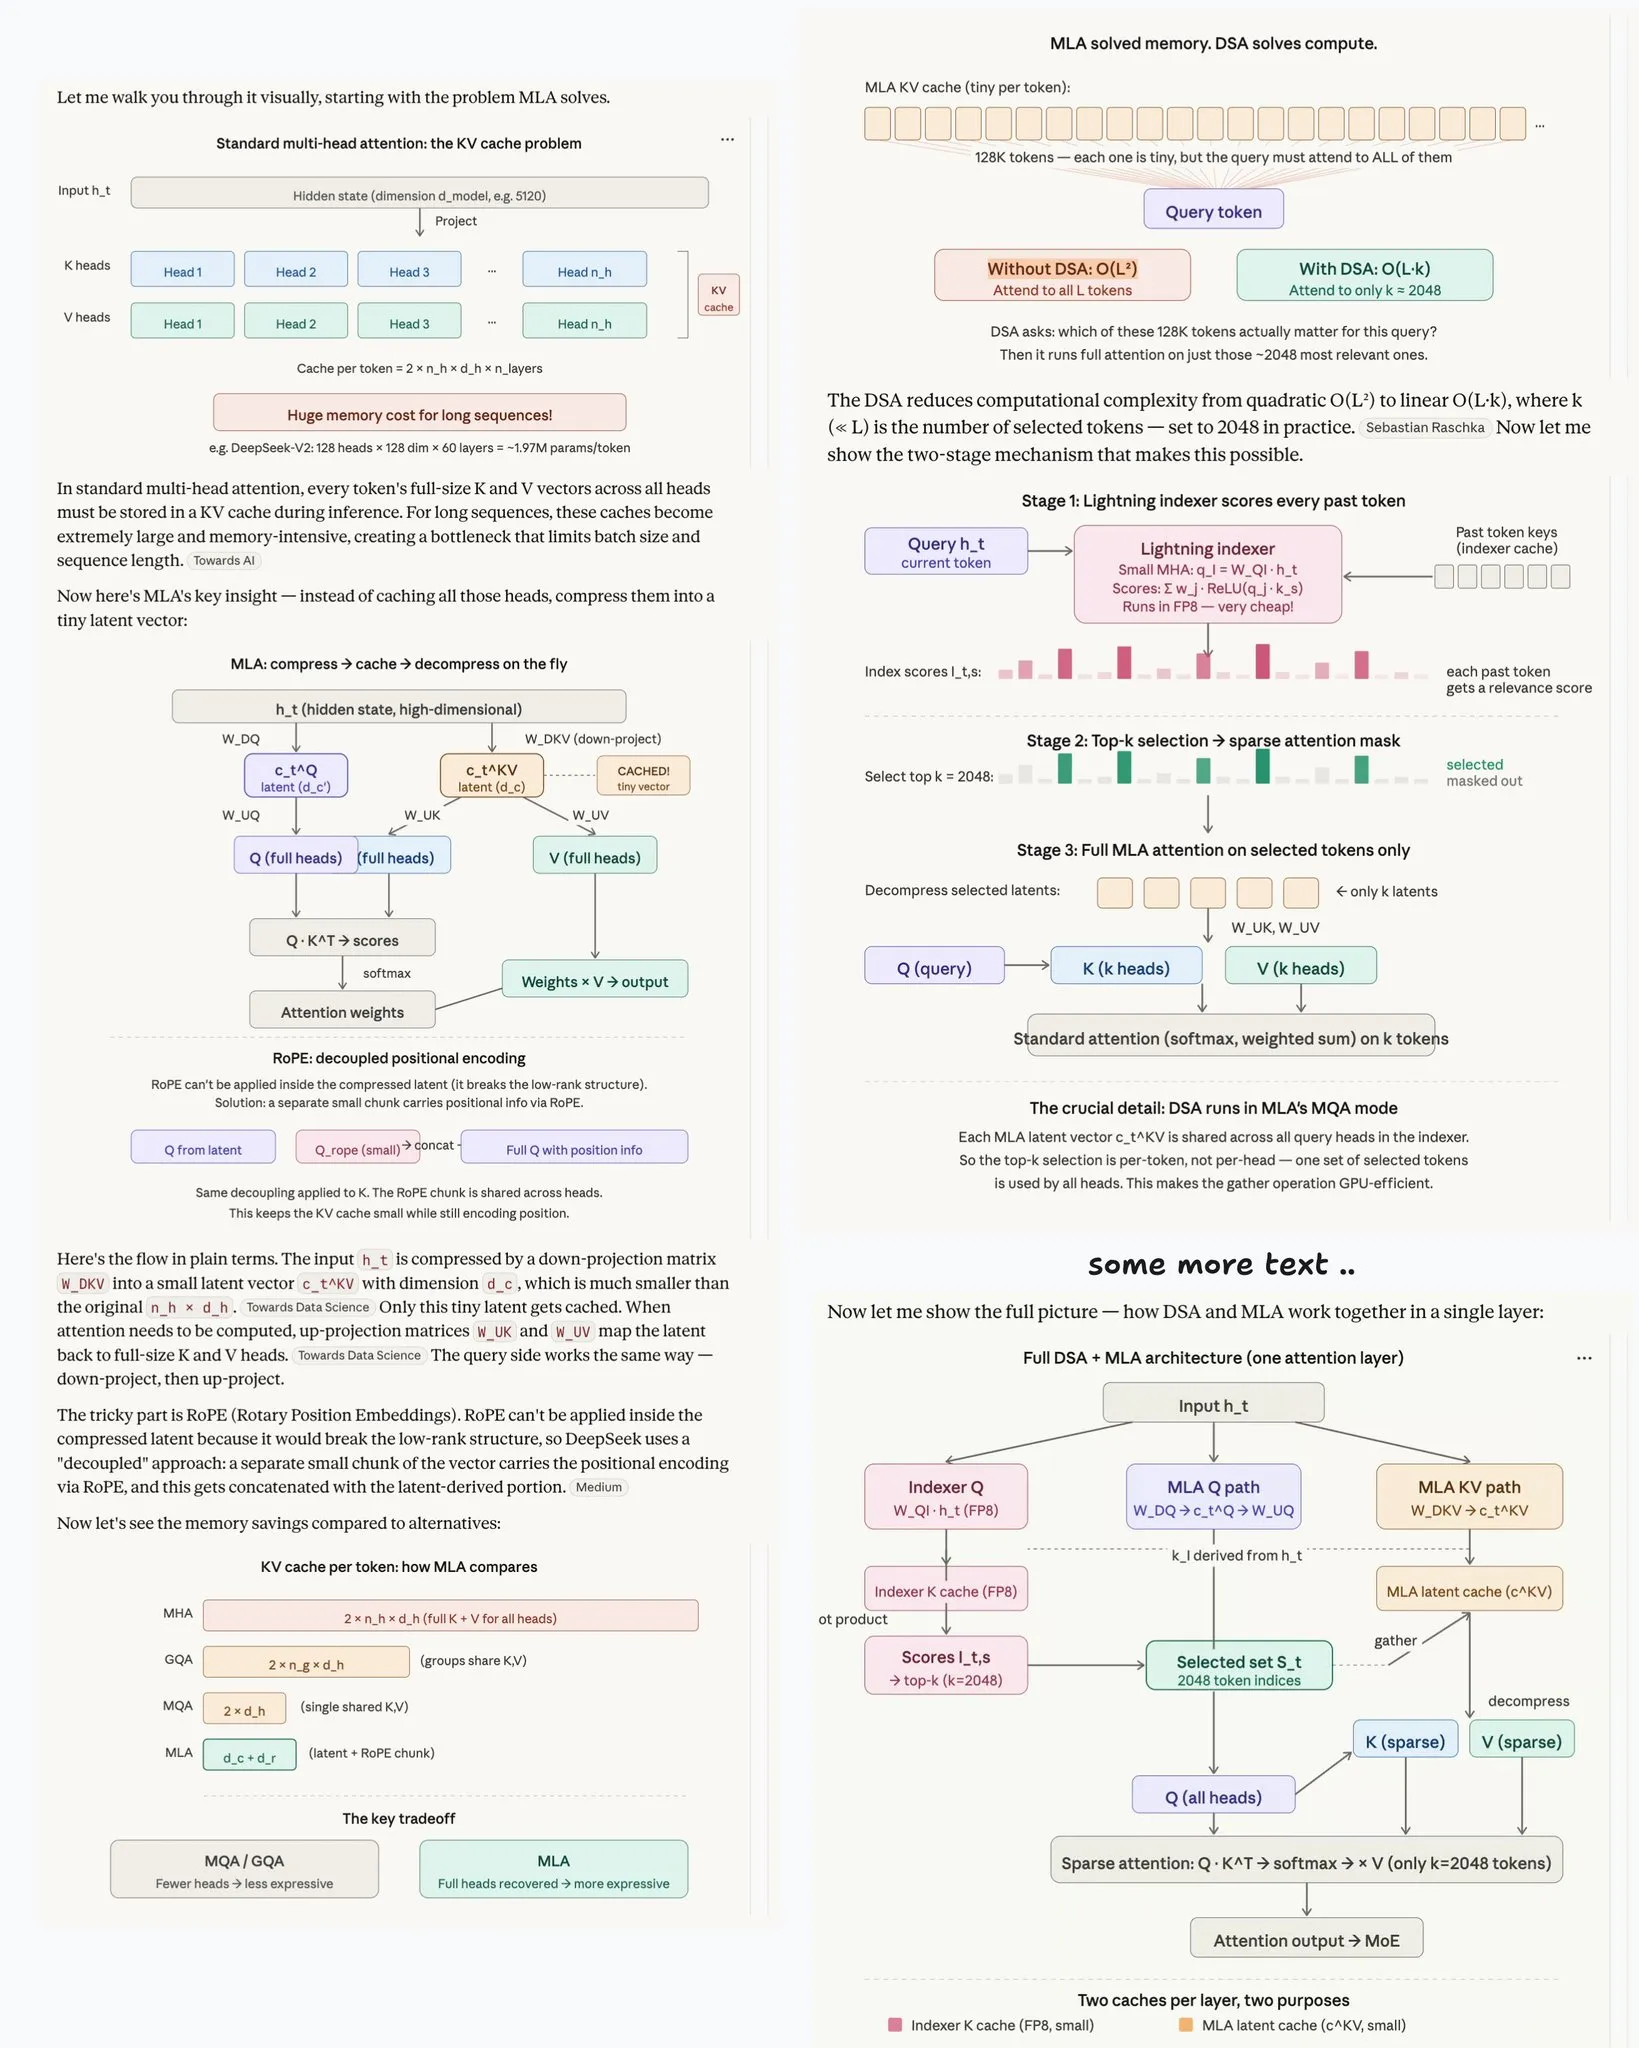 Let me walk you through it visually, starting with the problem MLA solves.
Standard multi-head attention: the KV cache problem
...
Input h_t
Hidden state (dimension d_model, e.g. 5120)
Project
K heads
Head 1
Head 2
Head 3
...
Head n_h
V heads
Head 1
Head 2
Head 3
...
Head n_h
KV
cache
Cache per token = 2 × n_h × d_h × n_layers
Huge memory cost for long sequences!
e.g. DeepSeek-V2: 128 heads × 128 dim × 60 layers = ~1.97M params/token
In standard multi-head attention, every token's full-size K and V vectors across all heads
must be stored in a KV cache during inference. For long sequences, these caches become
extremely large and memory-intensive, creating a bottleneck that limits batch size and
sequence length. Towards AI
Now here's MLA's key insight — instead of caching all those heads, compress them into a
tiny latent vector:
MLA: compress → cache → decompress on the fly
h_t (hidden state, high-dimensional)
W_DQ
W_DKV (down-project)
c_t^Q
latent (d_c')
c_t^KV
latent (d_c)
CACHED!
tiny vector
W_UQ
W_UK
W_UV
Q (full heads)
(full heads)
V (full heads)
Q · K^T → scores
softmax
Weights × V → output
Attention weights
RoPE: decoupled positional encoding
RoPE can't be applied inside the compressed latent (it breaks the low-rank structure).
Solution: a separate small chunk carries positional info via RoPE.
Q from latent
Q_rope (small)
→ concat -
Full Q with position info
Same decoupling applied to K. The RoPE chunk is shared across heads.
This keeps the KV cache small while still encoding position.
Here's the flow in plain terms. The input h_t is compressed by a down-projection matrix
W_DKV into a small latent vector c_t^KV with dimension d_c, which is much smaller than
the original n_h × d_h. Towards Data Science Only this tiny latent gets cached. When
attention needs to be computed, up-projection matrices W_UK and W_UV map the latent
back to full-size K and V heads. Towards Data Science The query side works the same way —
down-project, then up-project.
The tricky part is RoPE (Rotary Position Embeddings). RoPE can't be applied inside the
compressed latent because it would break the low-rank structure, so DeepSeek uses a
"decoupled" approach: a separate small chunk of the vector carries the positional encoding
via RoPE, and this gets concatenated with the latent-derived portion. Medium
Now let's see the memory savings compared to alternatives:
KV cache per token: how MLA compares
MHA
2 × n_h × d_h (full K + V for all heads)
GQA
2 × n_g × d_h
(groups share K,V)
MQA
2 × d_h
(single shared K,V)
MLA
d_c + d_r
(latent + RoPE chunk)
The key tradeoff
MQA / GQA
Fewer heads → less expressive
MLA
Full heads recovered → more expressive
MLA solved memory. DSA solves compute.
MLA KV cache (tiny per token):
...
128K tokens — each one is tiny, but the query must attend to ALL of them
Query token
Without DSA: O(L²)
Attend to all L tokens
With DSA: O(L·k)
Attend to only k ≈ 2048
DSA asks: which of these 128K tokens actually matter for this query?
Then it runs full attention on just those ~2048 most relevant ones.
The DSA reduces computational complexity from quadratic O(L²) to linear O(L·k), where k
(≪ L) is the number of selected tokens — set to 2048 in practice. Sebastian Raschka Now let me
show the two-stage mechanism that makes this possible.
Stage 1: Lightning indexer scores every past token
Query h_t
current token
Lightning indexer
Small MHA: q_I = W_QI · h_t
Scores: Σ w_j · ReLU(q_j · k_s)
Runs in FP8 — very cheap!
Past token keys
(indexer cache)
Index scores I_t,s:
each past token
gets a relevance score
Stage 2: Top-k selection → sparse attention mask
Select top k = 2048:
selected
masked out
Stage 3: Full MLA attention on selected tokens only
Decompress selected latents:
← only k latents
W_UK, W_UV
Q (query)
K (k heads)
V (k heads)
Standard attention (softmax, weighted sum) on k tokens
The crucial detail: DSA runs in MLA's MQA mode
Each MLA latent vector c_t^KV is shared across all query heads in the indexer.
So the top-k selection is per-token, not per-head — one set of selected tokens
is used by all heads. This makes the gather operation GPU-efficient.
some more text ..
Now let me show the full picture — how DSA and MLA work together in a single layer:
Full DSA + MLA architecture (one attention layer)
...
Input h_t
Indexer Q
W_QI · h_t (FP8)
MLA Q path
W_DQ → c_t^Q → W_UQ
MLA KV path
W_DKV → c_t^KV
k_I derived from h_t
Indexer K cache (FP8)
MLA latent cache (c^KV)
ot product
Scores I_t,s
→ top-k (k=2048)
Selected set S_t
2048 token indices
gather
decompress
K (sparse)
V (sparse)
Q (all heads)
Sparse attention: Q · K^T → softmax → × V (only k=2048 tokens)
Attention output → MoE
Two caches per layer, two purposes
Indexer K cache (FP8, small)
MLA latent cache (c^KV, small)